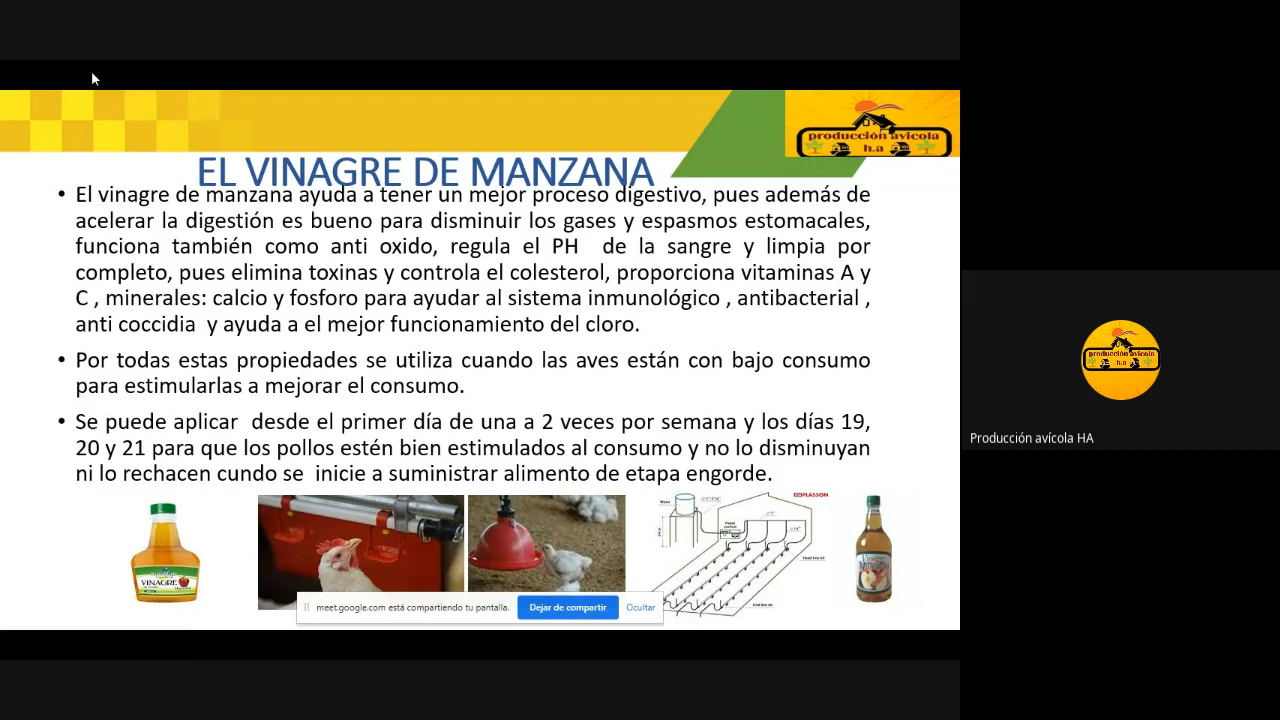 producción avicola
h.a
EL VINAGRE DE MANZANA
• El vinagre de manzana ayuda a tener un mejor proceso digestivo, pues además de
acelerar la digestión es bueno para disminuir los gases y espasmos estomacales,
funciona también como anti oxido, regula el PH de la sangre y limpia por
completo, pues elimina toxinas y controla el colesterol, proporciona vitaminas A y
C , minerales: calcio y fosforo para ayudar al sistema inmunológico , antibacterial ,
anti coccidia y ayuda a el mejor funcionamiento del cloro.
• Por todas estas propiedades se utiliza cuando las aves están con bajo consumo
para estimularlas a mejorar el consumo.
• Se puede aplicar desde el primer día de una a 2 veces por semana y los días 19,
20 y 21 para que los pollos estén bien estimulados al consumo y no lo disminuyan
ni lo rechacen cundo se inicie a suministrar alimento de etapa engorde.
PLASSON
VINAGRE
meet.google.com está compartiendo tu pantalla.
Dejar de compartir
Ocultar
producción avicola
h.a
Producción avícola HA